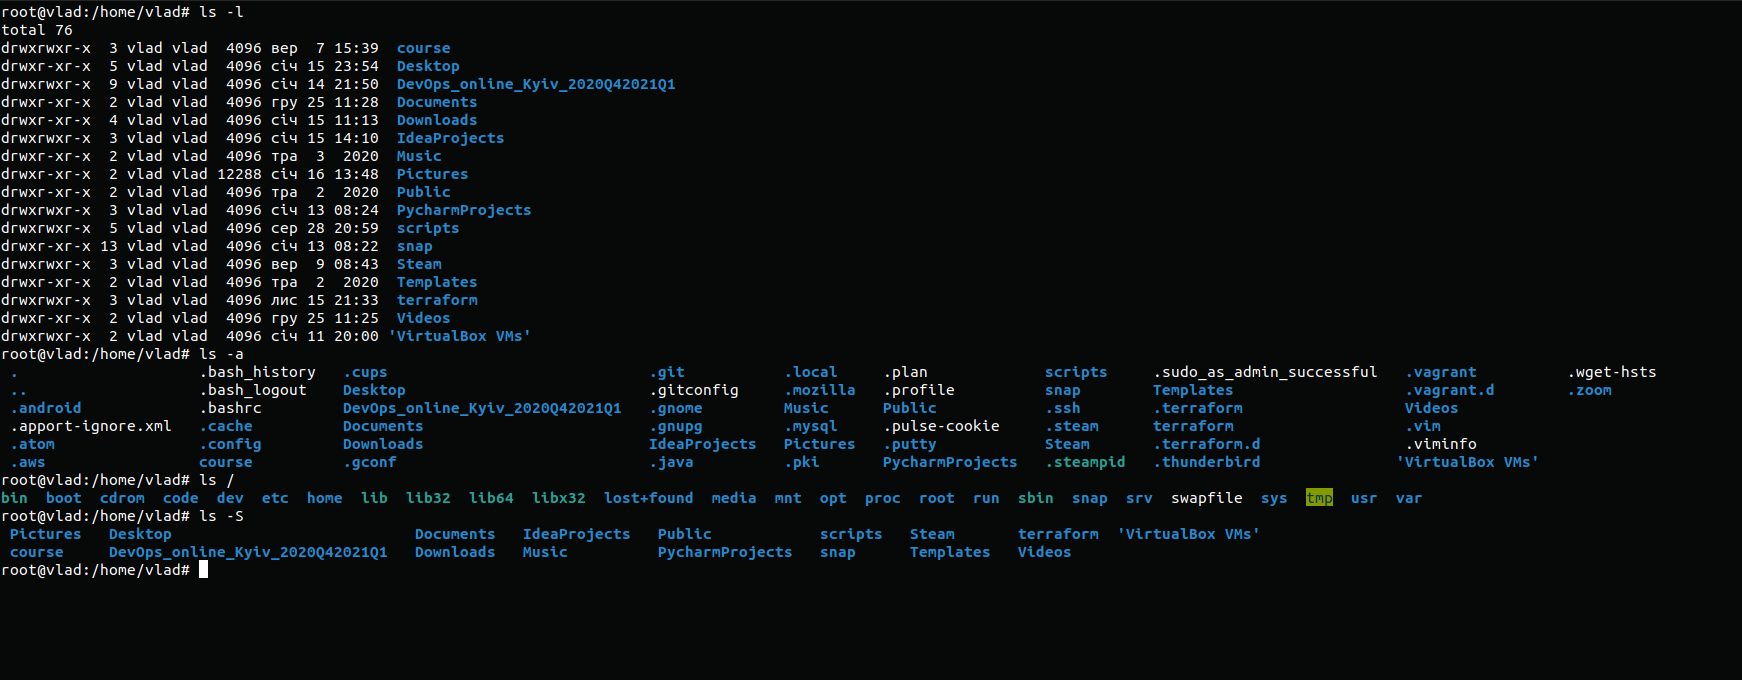 root@vlad:/home/vlad# ls -l
total 76
drwxrwxr-x  3 vlad vlad  4096 вер  7 15:39  course
drwxr-xr-x  5 vlad vlad  4096 січ 15 23:54  Desktop
drwxrwxr-x  9 vlad vlad  4096 січ 14 21:50  DevOps_online_Kyiv_2020Q42021Q1
drwxr-xr-x  2 vlad vlad  4096 гру 25 11:28  Documents
drwxr-xr-x  4 vlad vlad  4096 січ 15 11:13  Downloads
drwxrwxr-x  3 vlad vlad  4096 січ 15 14:10  IdeaProjects
drwxr-xr-x  2 vlad vlad  4096 тра  3  2020  Music
drwxr-xr-x  2 vlad vlad 12288 січ 16 13:48  Pictures
drwxr-xr-x  2 vlad vlad  4096 тра  2  2020  Public
drwxrwxr-x  3 vlad vlad  4096 січ 13 08:24  PycharmProjects
drwxrwxr-x  5 vlad vlad  4096 сер 28 20:59  scripts
drwxr-xr-x 13 vlad vlad  4096 січ 13 08:22  snap
drwxrwxr-x  3 vlad vlad  4096 вер  9 08:43  Steam
drwxr-xr-x  2 vlad vlad  4096 тра  2  2020  Templates
drwxrwxr-x  3 vlad vlad  4096 лис 15 21:33  terraform
drwxr-xr-x  2 vlad vlad  4096 гру 25 11:25  Videos
drwxrwxr-x  2 vlad vlad  4096 січ 11 20:00 'VirtualBox VMs'
root@vlad:/home/vlad# ls -a
.  .bash_history  .cups  .git  .local  .plan  scripts  .sudo_as_admin_successful  .vagrant  .wget-hsts
..  .bash_logout  Desktop  .gitconfig  .mozilla  .profile  snap  Templates  .vagrant.d  .zoom
.android  .bashrc  DevOps_online_Kyiv_2020Q42021Q1  .gnome  Music  Public  .ssh  .terraform  Videos
.apport-ignore.xml  .cache  Documents  .gnupg  .mysql  .pulse-cookie  .steam  terraform  .vim
.atom  .config  Downloads  IdeaProjects  Pictures  .putty  Steam  .terraform.d  .viminfo
.aws  course  .gconf  .java  .pki  PycharmProjects  .steampid  .thunderbird  'VirtualBox VMs'
root@vlad:/home/vlad# ls /
bin  boot  cdrom  code  dev  etc  home  lib  lib32  lib64  libx32  lost+found  media  mnt  opt  proc  root  run  sbin  snap  srv  swapfile  sys  tmp  usr  var
root@vlad:/home/vlad# ls -S
Pictures  Desktop  Documents  IdeaProjects  Public  scripts  Steam  terraform  'VirtualBox VMs'
course  DevOps_online_Kyiv_2020Q42021Q1  Downloads  Music  PycharmProjects  snap  Templates  Videos
root@vlad:/home/vlad#